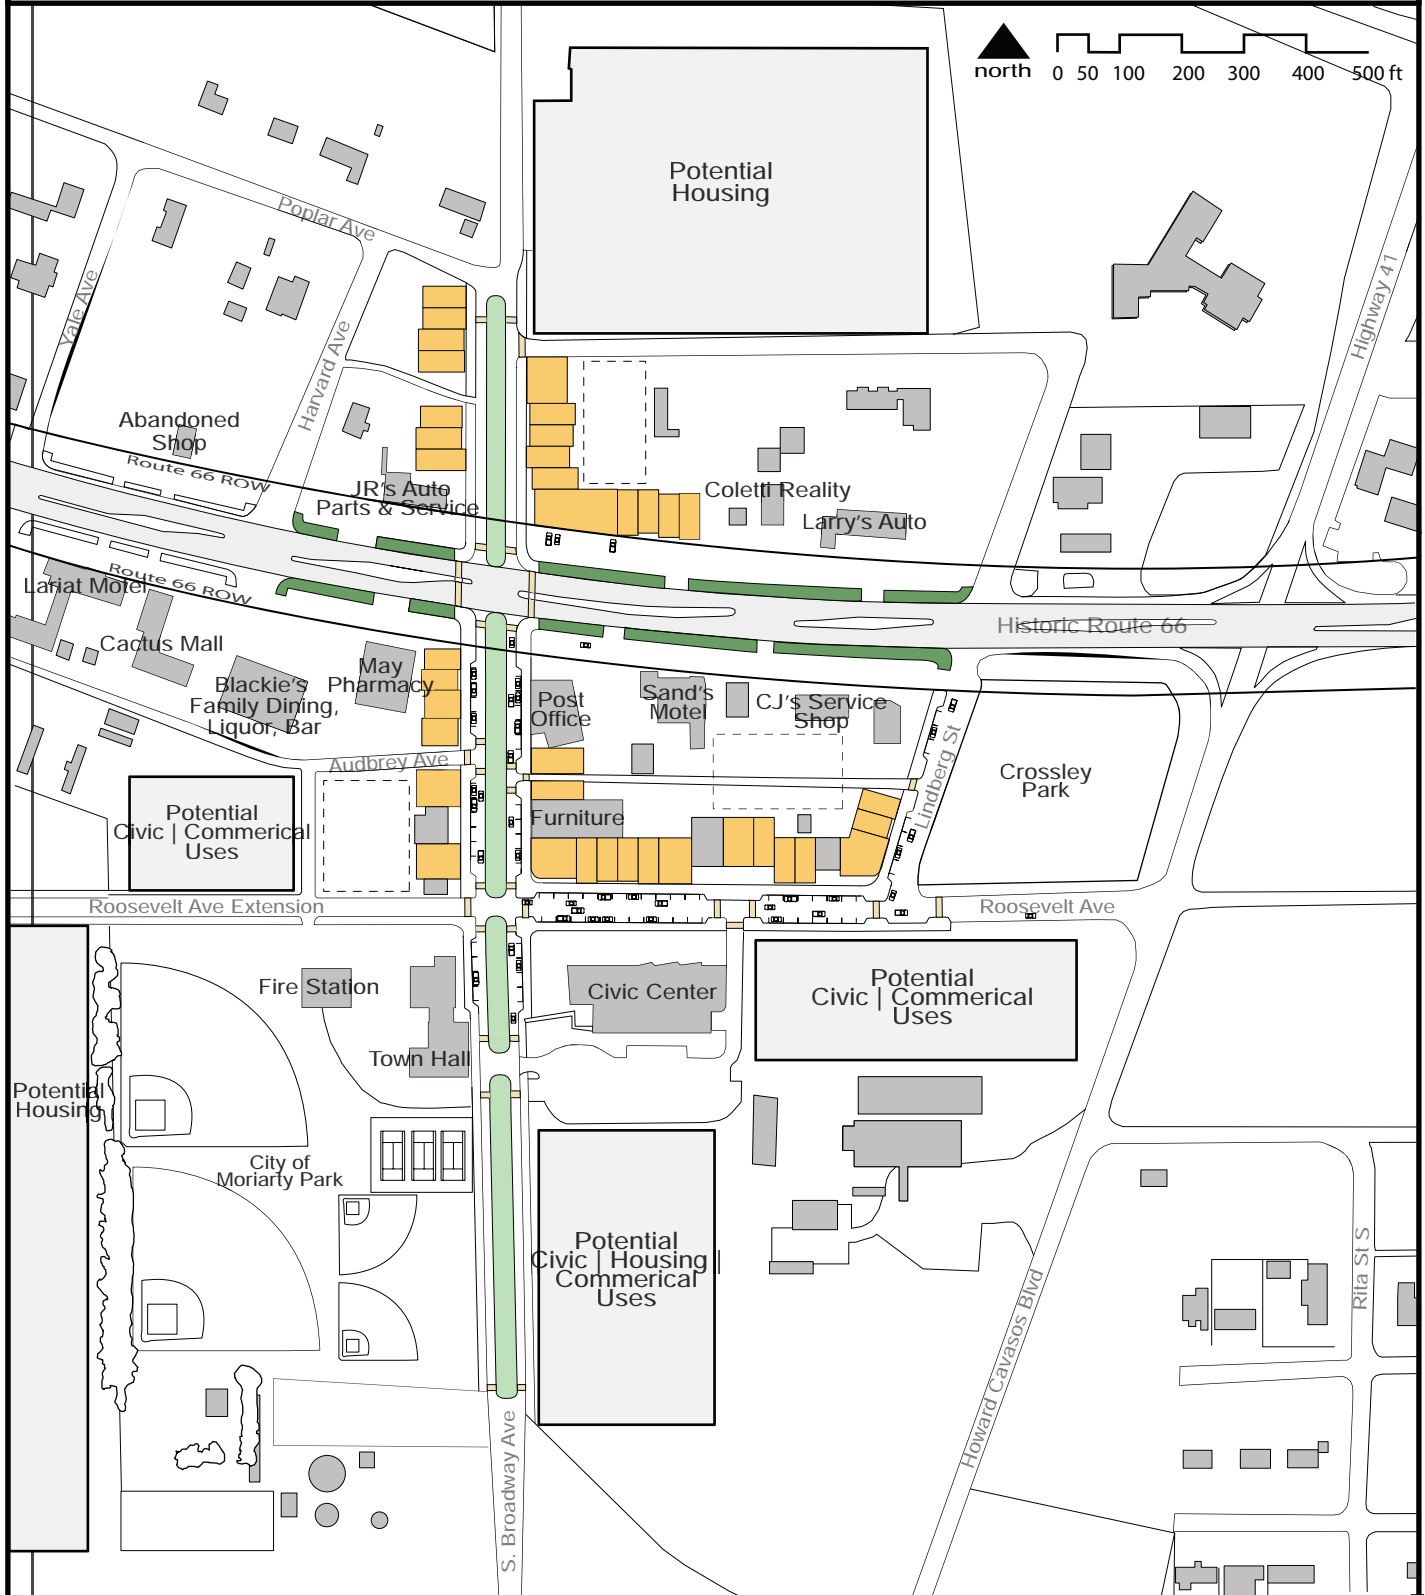 north
0 50 100 200 300 400 500 ft
Potential
Housing
Poplar Ave
Yale Ave
Harvard Ave
Highway 41
Abandoned
Shop
Route 66 ROW
JR's Auto
Parts & Service
Coletti Reality
Larry's Auto
Route 66 ROW
Lariat Motel
Historic Route 66
Cactus Mall
May
Pharmacy
Blackie's
Family Dining,
Liquor, Bar
Post
Office
Sand's
Motel
CJ's Service
Shop
Lindberg St
Crossley
Park
Audbrey Ave
Potential
Civic | Commerical
Uses
Furniture
Roosevelt Ave Extension
Roosevelt Ave
Fire Station
Town Hall
Civic Center
Potential
Civic | Commerical
Uses
Potential
Housing
City of
Moriarty Park
Potential
Civic | Housing |
Commerical
Uses
Howard Cavasos Blvd
Rita St S
S. Broadway Ave